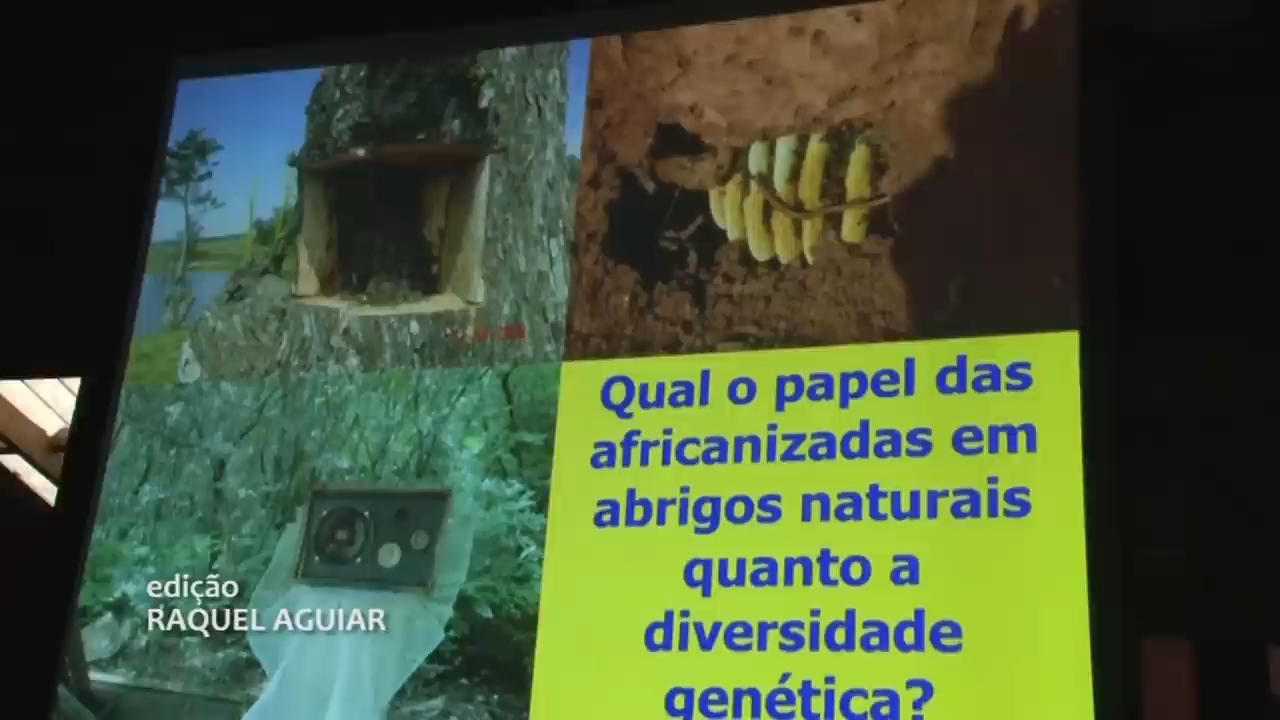 Qual o papel das
africanizadas em
abrigos naturais
quanto a
diversidade
genética?
edição
RAQUEL AGUIAR